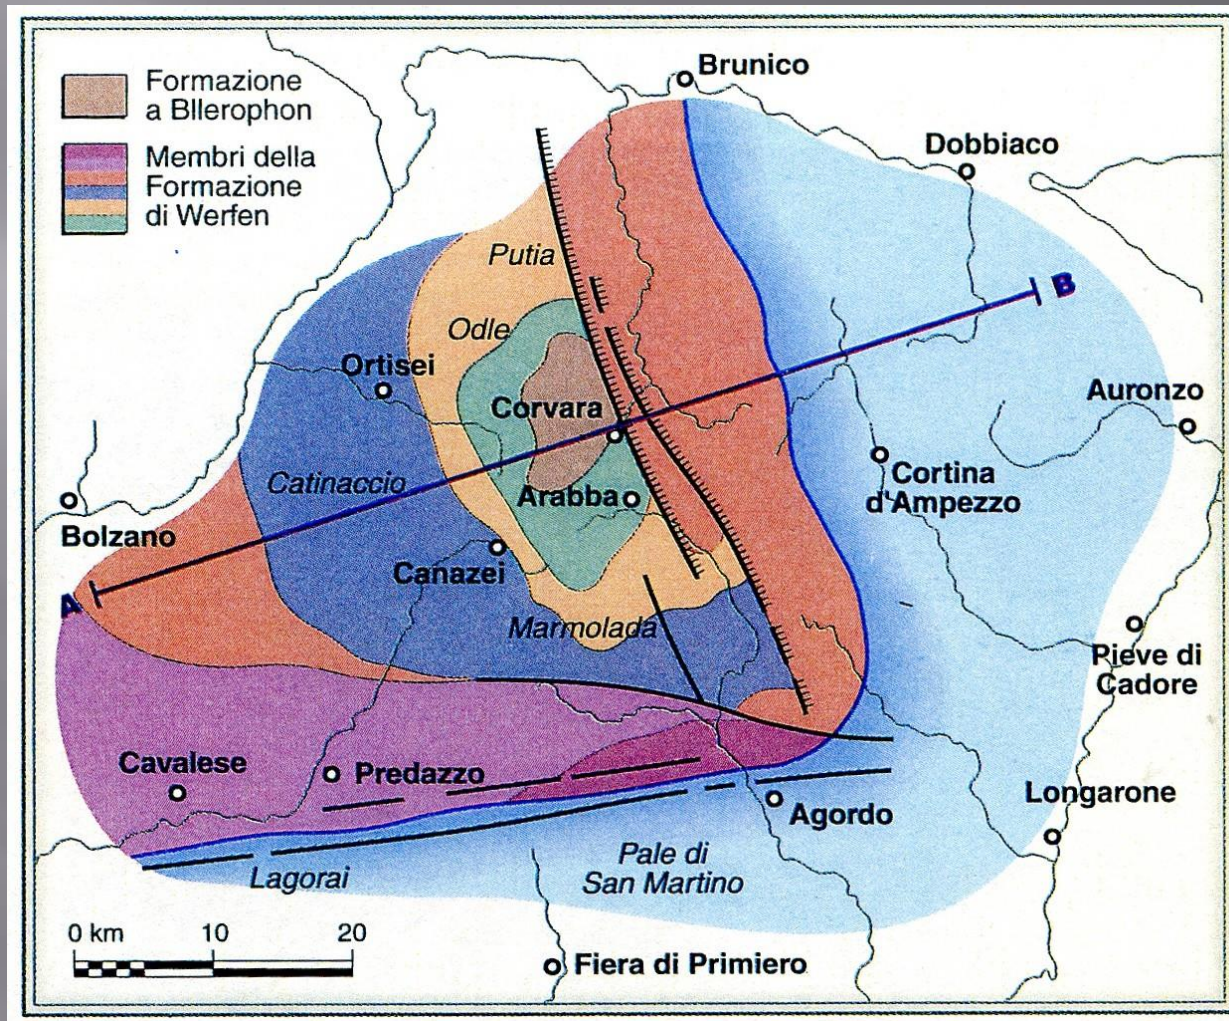 Formazione
a Bllerophon
Membri della
Formazione
di Werfen
Brunico
Dobbiaco
Putia
B
Odle
Ortisei
Auronzo
Corvara
Catinaccio
Cortina
d'Ampezzo
Arabba
Bolzano
Canazei
A
Marmolada
Pieve di
Cadore
Cavalese
Predazzo
Longarone
Agordo
Pale di
San Martino
Lagorai
0 km 10 20
Fiera di Primiero